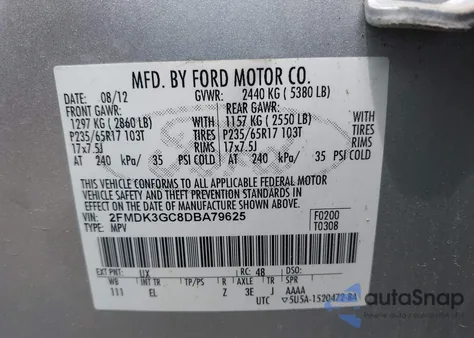 MFD. BY FORD MOTOR CO.
DATE: 08/12 GVWR: 2440 KG ( 5380 LB)
FRONT GAWR: REAR GAWR:
1297 KG ( 2860 LB) WITH 1157 KG ( 2550 LB) WITH
P235/65R17 103T TIRES P235/65R17 103T TIRES
17x7.5J RIMS 17x7.5J RIMS
AT 240 kPa/ 35 PSI COLD AT 240 kPa/ 35 PSI COLD
THIS VEHICLE CONFORMS TO ALL APPLICABLE FEDERAL MOTOR
VEHICLE SAFETY AND THEFT PREVENTION STANDARDS IN EFFECT
ON THE DATE OF MANUFACTURE SHOWN ABOVE.
VIN: 2FMDK3GC8DBA79625 F0200
TYPE: MPV T0308
EXT PNT: UX RC: 48 DSO:
WB INT TR TP/PS R AXLE TR SPR
111 EL Z 3E J AAAA
UTC ▽5U5A-1520472-BA
autoSnap
www.autosnap.com